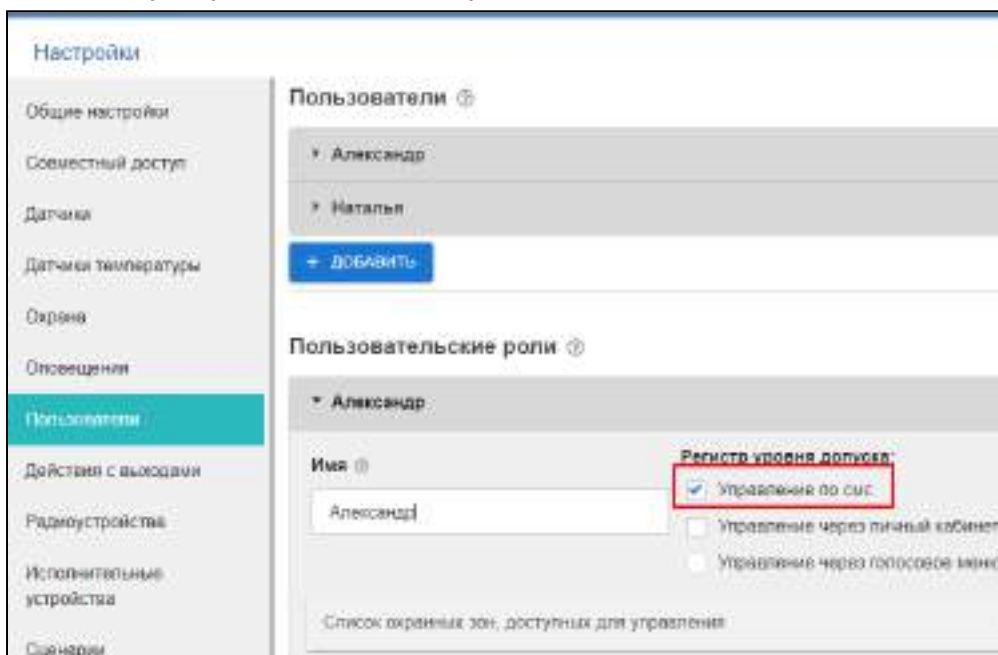 Настройки
Общие настройки
Совместный доступ
Датчики
Датчики температуры
Охрана
Оповещения
Пользователи
Действия с выходами
Радиоустройства
Исполнительные
устройства
Сценарии
Пользователи
Александр
Наталья
+ ДОБАВИТЬ
Пользовательские роли
Александр
Имя
Александр
Регистр уровня допуска:
Управление по смс
Управление через личный кабинет
Управление через голосовое меню
Список охранных зон, доступных для управления